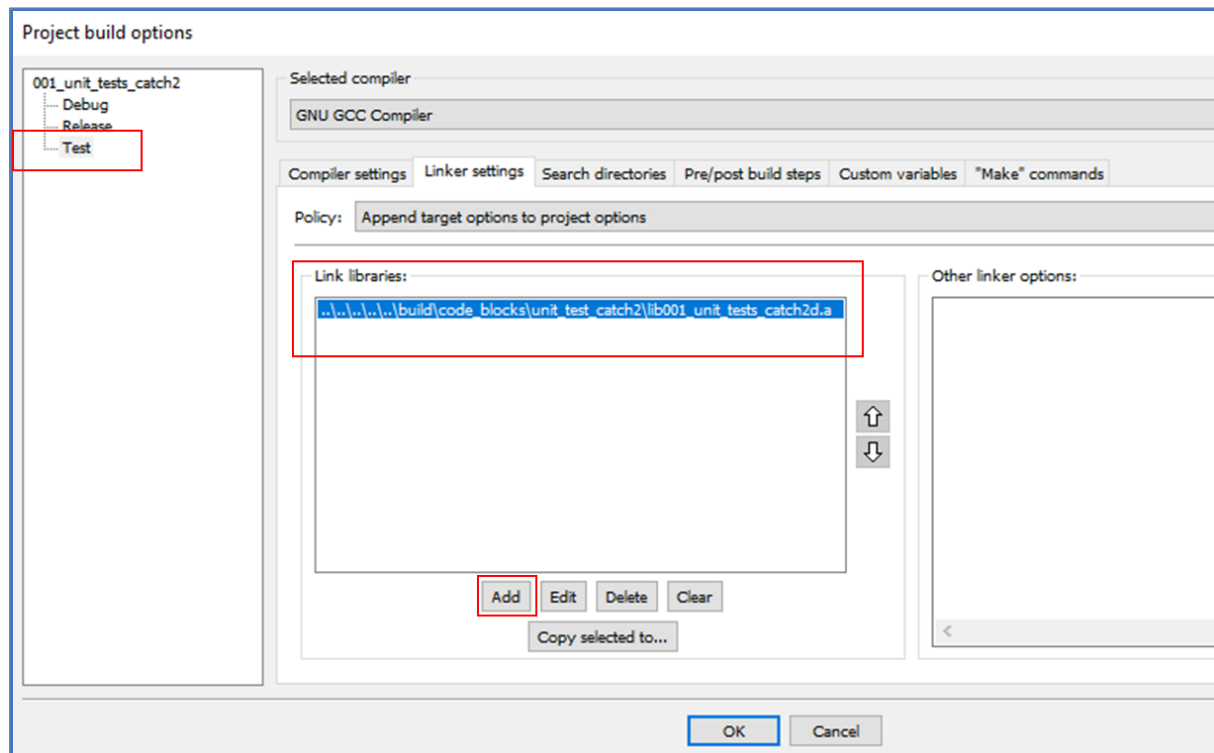 Project build options
001_unit_tests_catch2
Debug
Release
Test
Selected compiler
GNU GCC Compiler
Compiler settings Linker settings Search directories Pre/post build steps Custom variables "Make" commands
Policy: Append target options to project options
Link libraries:
..\..\..\..\..\build\code_blocks\unit_test_catch2\lib001_unit_tests_catch2d.a
Other linker options:
Add Edit Delete Clear
Copy selected to...
OK Cancel